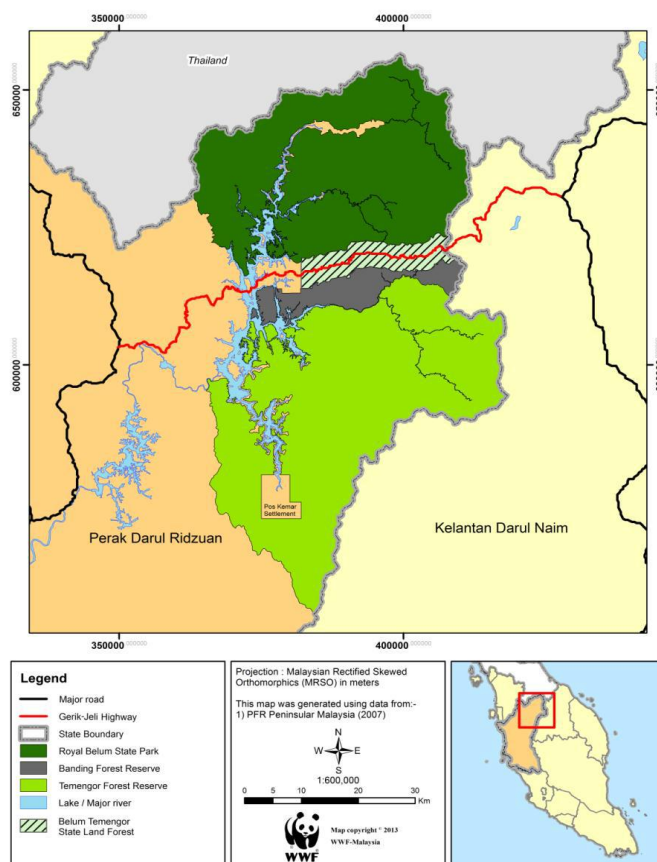 350000
400000
Thailand
650000
600000
600000
Pos Kemar
Settlement
Perak Darul Ridzuan
Kelantan Darul Naim
350000
400000
Legend
Major road
Gerik-Jeli Highway
State Boundary
Royal Belum State Park
Banding Forest Reserve
Temengor Forest Reserve
Lake / Major river
Belum Temengor
State Land Forest
Projection : Malaysian Rectified Skewed
Orthomorphics (MRSO) in meters
This map was generated using data from:-
1) PFR Peninsular Malaysia (2007)
N
W E
S
1:600,000
0 5 10 20 30
Km
Map copyright © 2013
WWF-Malaysia
WWF